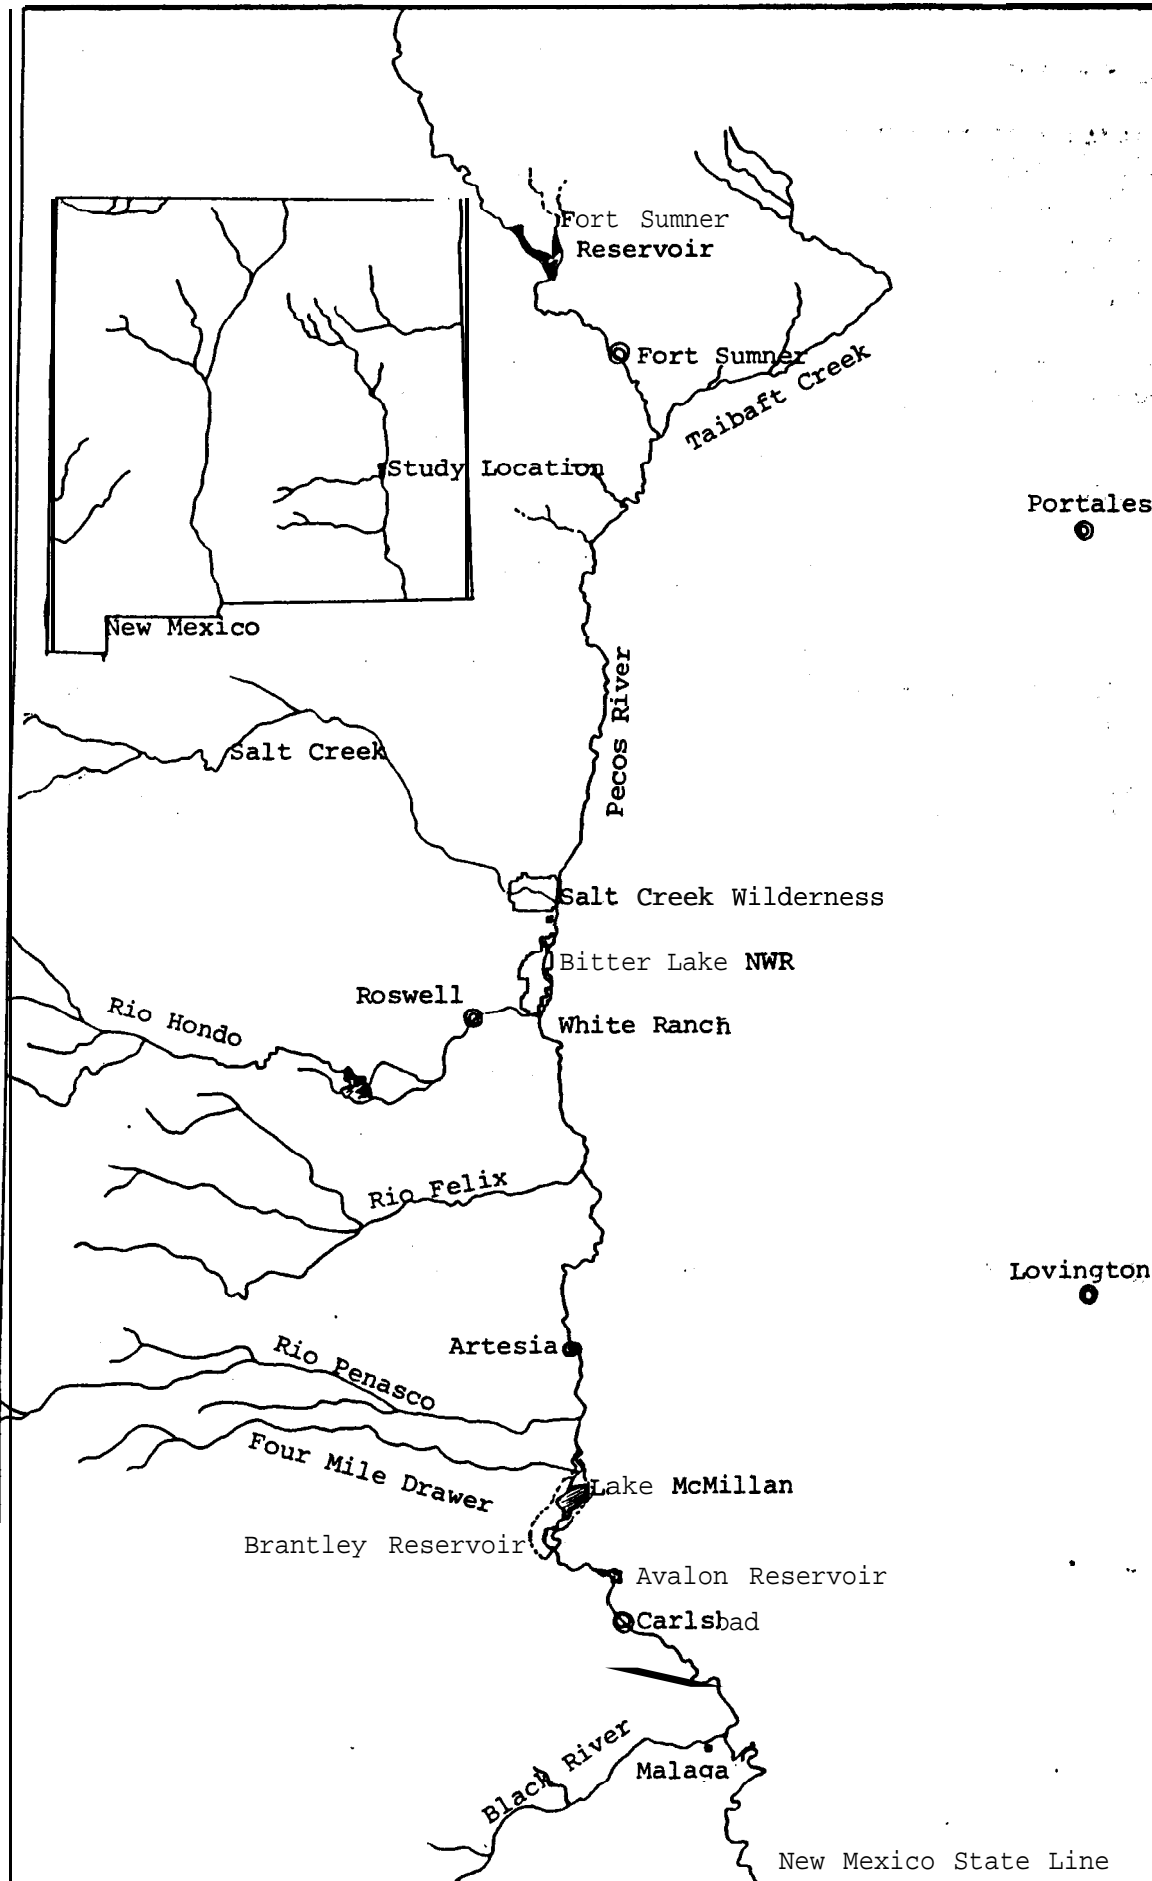 Fort Sumner
Reservoir
Fort Sumner
Taibaft Creek
Study Location
Portales
New Mexico
Pecos River
Salt Creek
Salt Creek Wilderness
Bitter Lake NWR
Roswell
Rio Hondo
White Ranch
Rio Felix
Lovington
Artesia
Rio Penasco
Four Mile Drawer
Lake McMillan
Brantley Reservoir
Avalon Reservoir
Carlsbad
Black River
Malaga
New Mexico State Line